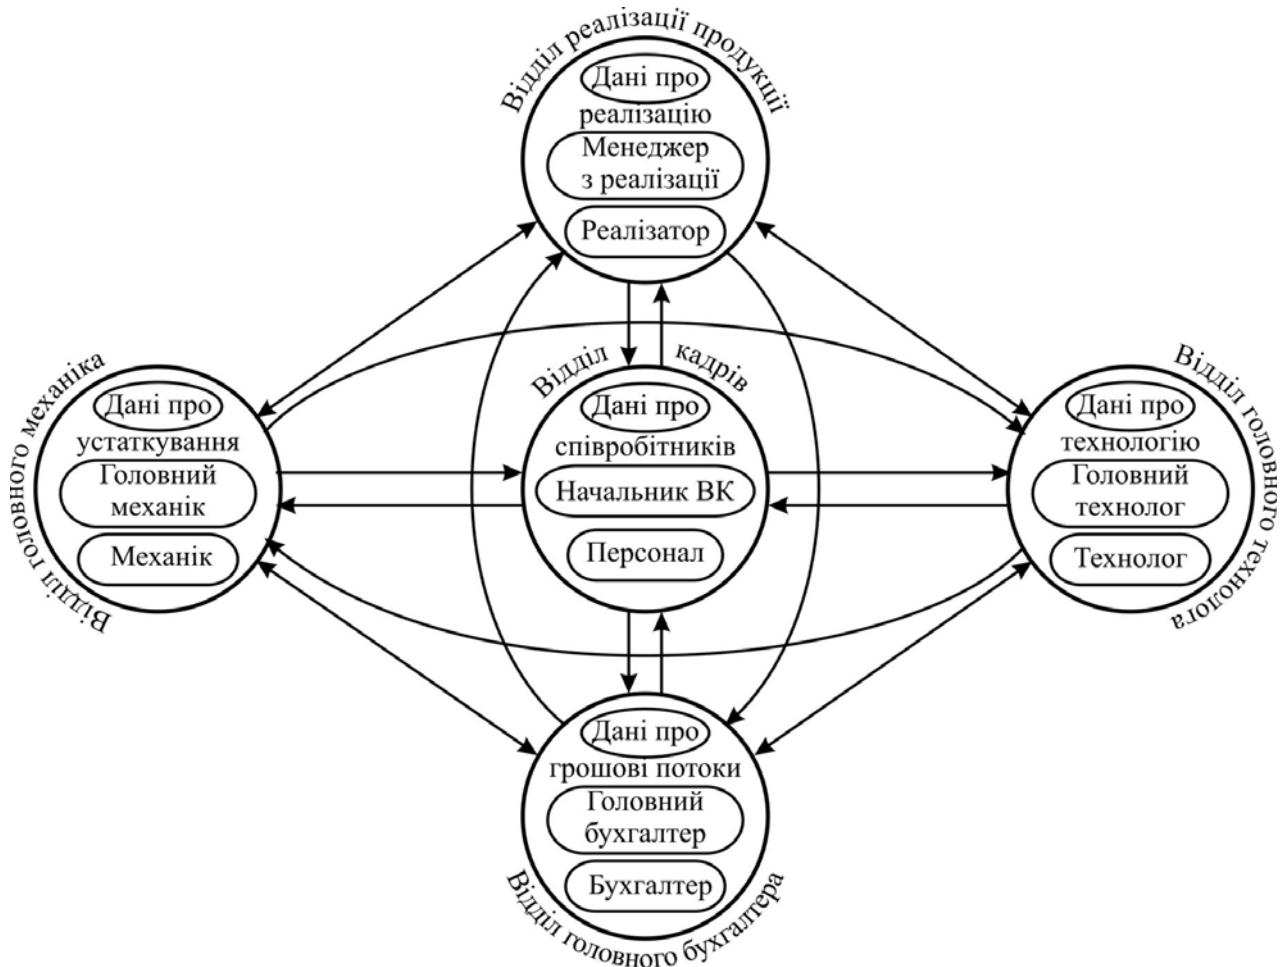 Відділ реалізації продукції
Дані про
реалізацію
Менеджер
з реалізації
Реалізатор
Відділ головного механіка
Дані про
устаткування
Головний
механік
Механік
Відділ кадрів
Дані про
співробітників
Начальник ВК
Персонал
Відділ головного технолога
Дані про
технологію
Головний
технолог
Технолог
Дані про
грошові потоки
Головний
бухгалтер
Бухгалтер
Відділ головного бухгалтера